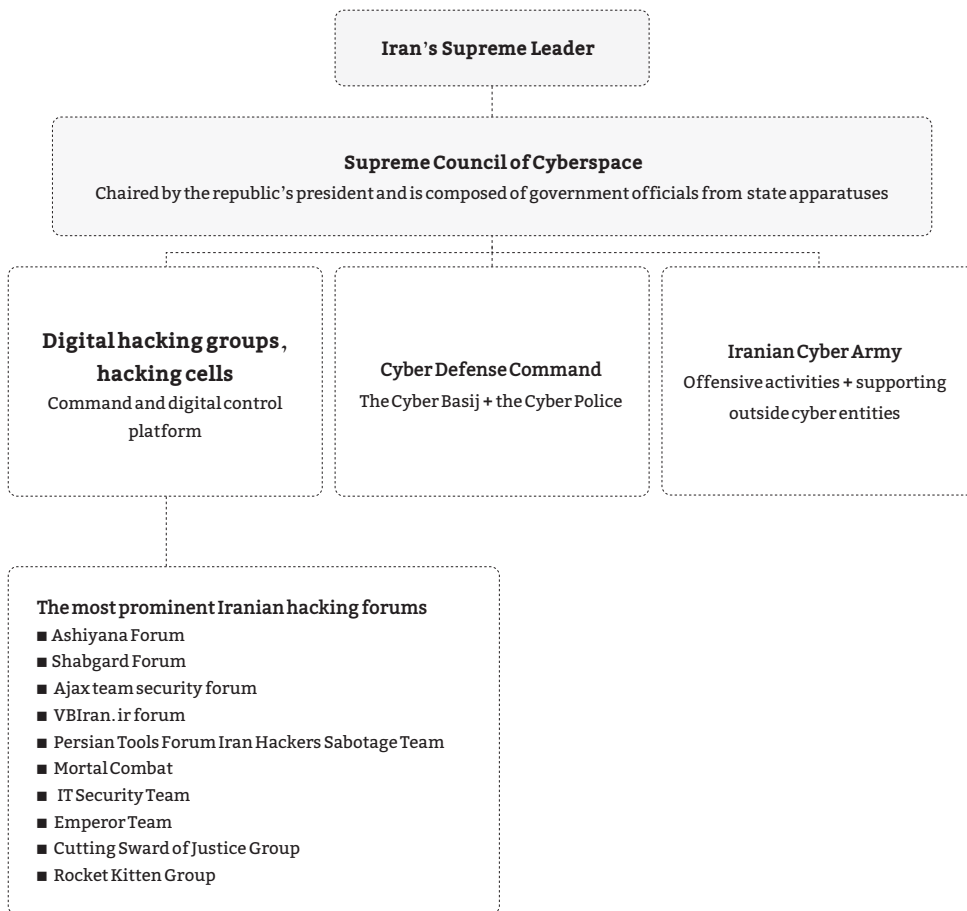 Iran's Supreme Leader
Supreme Council of Cyberspace
Chaired by the republic's president and is composed of government officials from state apparatuses
Digital hacking groups,
hacking cells
Command and digital control
platform
Cyber Defense Command
The Cyber Basij + the Cyber Police
Iranian Cyber Army
Offensive activities + supporting
outside cyber entities
The most prominent Iranian hacking forums
■ Ashiyana Forum
■ Shabgard Forum
■ Ajax team security forum
■ VBIran.ir forum
■ Persian Tools Forum Iran Hackers Sabotage Team
■ Mortal Combat
■ IT Security Team
■ Emperor Team
■ Cutting Sward of Justice Group
■ Rocket Kitten Group